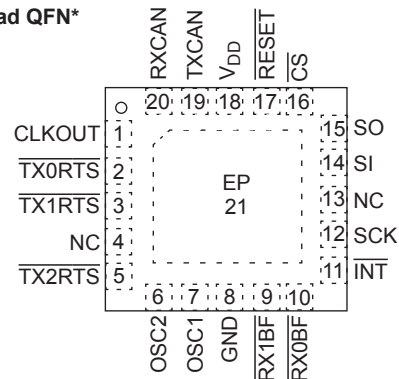 ad QFN*
RXCAN
TXCAN
VDD
RESET
CS
20 19 18 17 16
CLKOUT 1
TX0RTS 2
TX1RTS 3
NC 4
TX2RTS 5
EP
21
15 SO
14 SI
13 NC
12 SCK
11 INT
6 7 8 9 10
OSC2
OSC1
GND
RX1BF
RX0BF